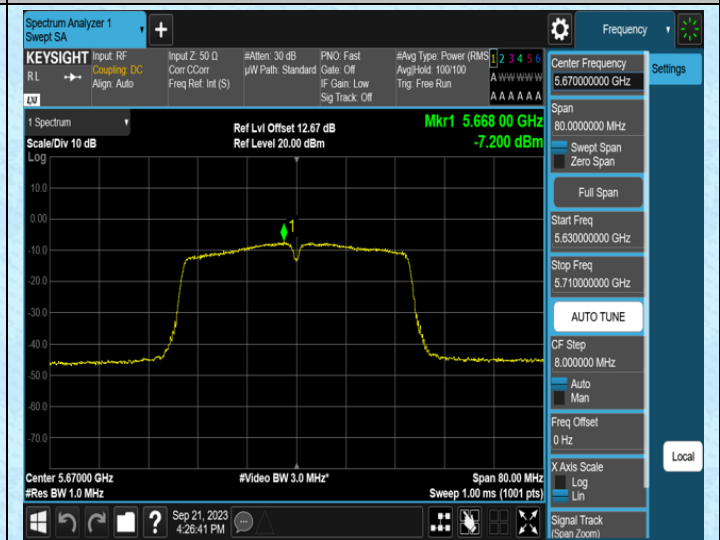 Spectrum Analyzer 1
Swept SA
+
Frequency
KEYSIGHT
RL
LXI
Input: RF
Coupling: DC
Align: Auto
Input Z: 50 Ω
Corr CCorr
Freq Ref: Int (S)
#Atten: 30 dB
µW Path: Standard
PNO: Fast
Gate: Off
IF Gain: Low
Sig Track: Off
#Avg Type: Power (RMS
Avg|Hold: 100/100
Trig: Free Run
1 2 3 4 5 6
A W W W W W
A A A A A A
1 Spectrum
Scale/Div 10 dB
Log
Ref Lvl Offset 12.67 dB
Ref Level 20.00 dBm
Mkr1 5.668 00 GHz
-7.200 dBm
10.0
0.00
-10.0
-20.0
-30.0
-40.0
-50.0
-60.0
-70.0
1
Center 5.67000 GHz
#Res BW 1.0 MHz
#Video BW 3.0 MHz*
Span 80.00 MHz
Sweep 1.00 ms (1001 pts)
?
Sep 21, 2023
4:26:41 PM
Center Frequency
5.670000000 GHz
Span
80.0000000 MHz
Swept Span
Zero Span
Full Span
Start Freq
5.630000000 GHz
Stop Freq
5.710000000 GHz
AUTO TUNE
CF Step
8.000000 MHz
Auto
Man
Freq Offset
0 Hz
X Axis Scale
Log
Lin
Signal Track
(Span Zoom)
Settings
Local